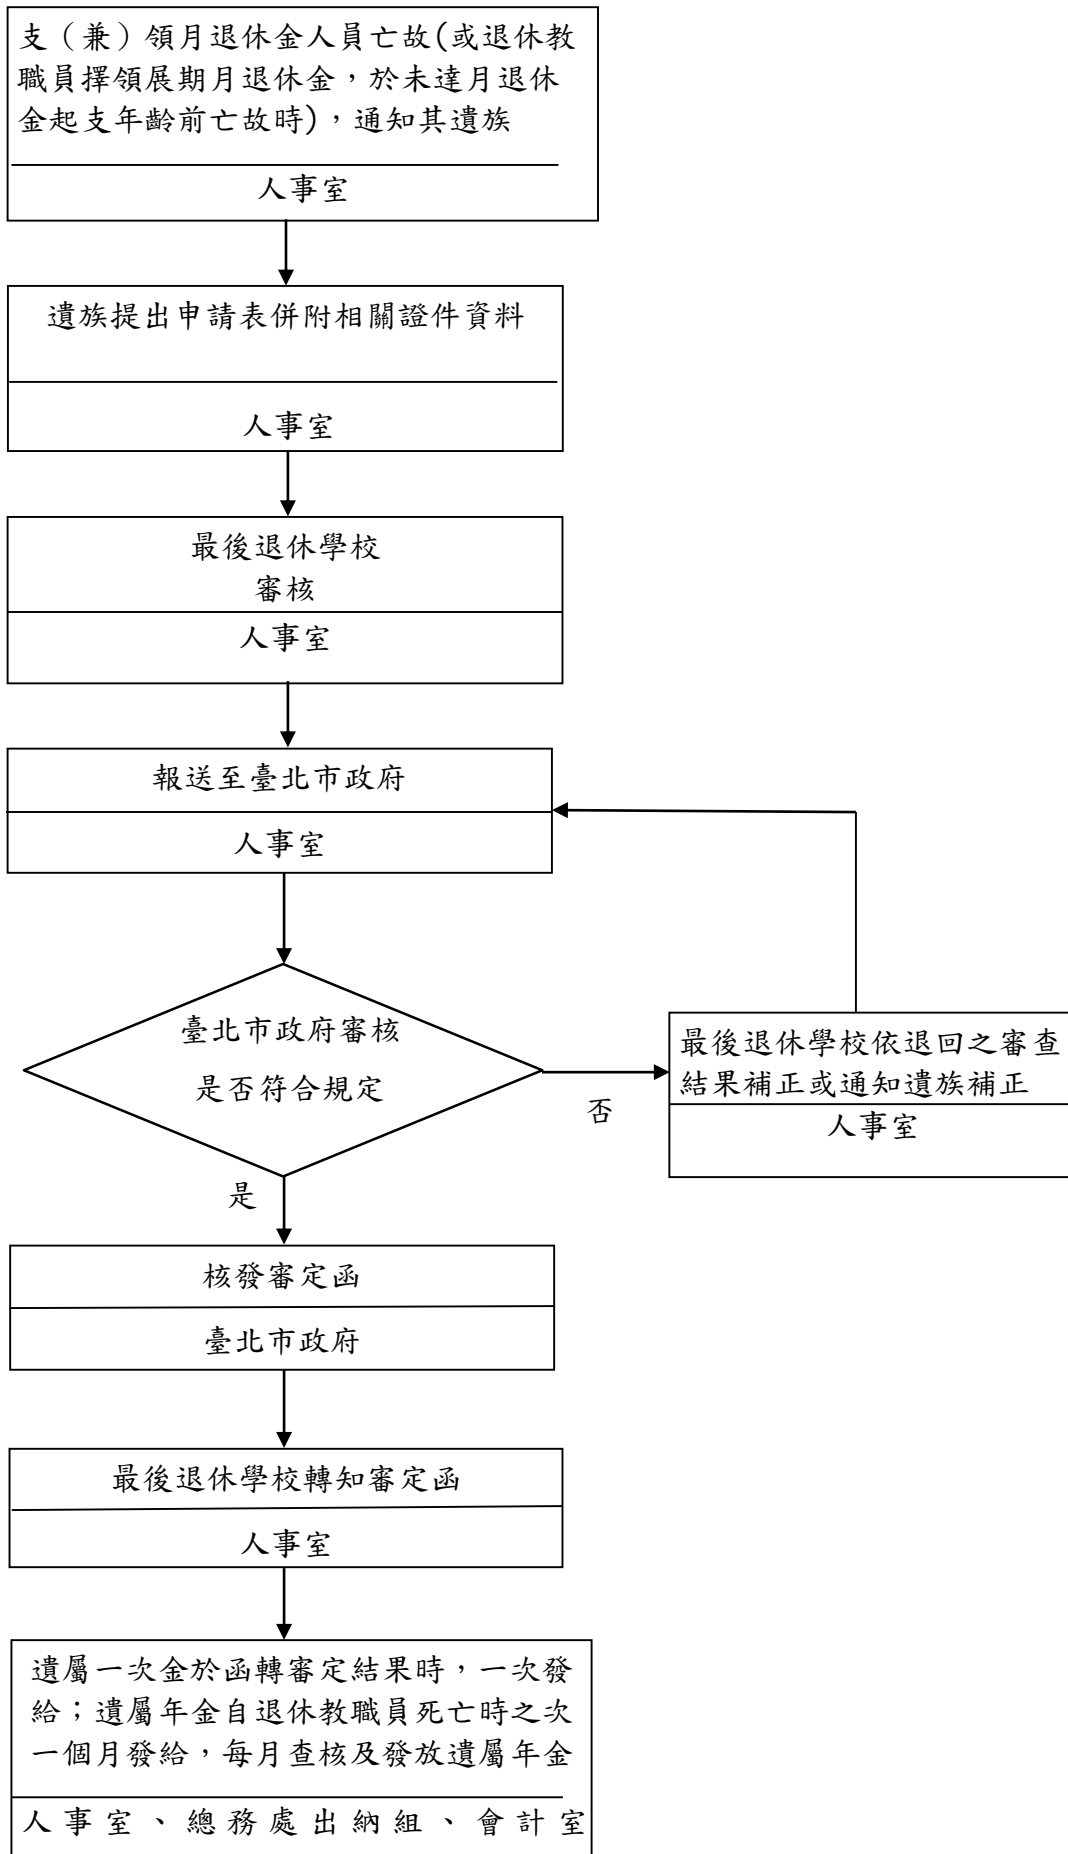 支（兼）領月退休金人員亡故(或退休教
職員擇領展期月退休金，於未達月退休
金起支年齡前亡故時)，通知其遺族
人事室
遺族提出申請表併附相關證件資料
人事室
最後退休學校
審核
人事室
報送至臺北市政府
人事室
臺北市政府審核
是否符合規定
否
最後退休學校依退回之審查
結果補正或通知遺族補正
人事室
是
核發審定函
臺北市政府
最後退休學校轉知審定函
人事室
遺屬一次金於函轉審定結果時，一次發
給；遺屬年金自退休教職員死亡時之次
一個月發給，每月查核及發放遺屬年金
人事室、總務處出納組、會計室